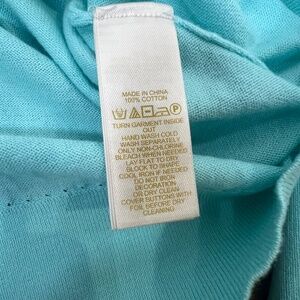 MADE IN CHINA
100% COTTON
P
TURN GARMENT INSIDE
OUT
HAND WASH COLD
WASH SEPARATELY
ONLY NON-CHLORINE
BLEACH WHEN NEEDED
LAY FLAT TO DRY
BLOCK TO SHAPE
COOL IRON IF NEEDED
DO NOT IRON
DECORATION
OR DRY CLEAN
COVER BUTTONS WITH
FOIL BEFORE DRY
CLEANING